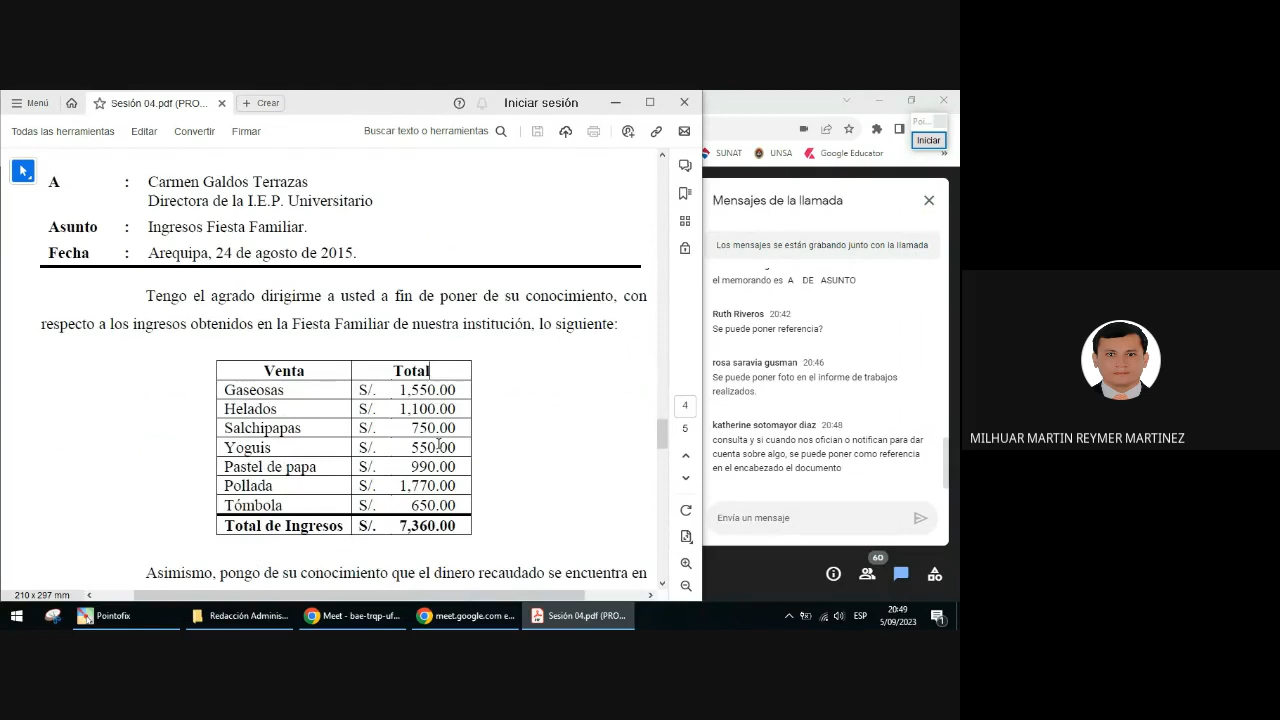 Menú
Sesión 04.pdf (PRO...
Crear
Iniciar sesión
Todas las herramientas Editar Convertir Firmar
Buscar texto o herramientas
A : Carmen Galdos Terrazas
Directora de la I.E.P. Universitario
Asunto : Ingresos Fiesta Familiar.
Fecha : Arequipa, 24 de agosto de 2015.
Tengo el agrado dirigirme a usted a fin de poner de su conocimiento, con
respecto a los ingresos obtenidos en la Fiesta Familiar de nuestra institución, lo siguiente:
Venta Total
Gaseosas S/. 1,550.00
Helados S/. 1,100.00
Salchipapas S/. 750.00
Yoguis S/. 550.00
Pastel de papa S/. 990.00
Pollada S/. 1,770.00
Tómbola S/. 650.00
Total de Ingresos S/. 7,360.00
Asimismo, pongo de su conocimiento que el dinero recaudado se encuentra en
210 x 297 mm
4
5
Poi...
Iniciar
SUNAT UNSA Google Educator
Mensajes de la llamada
Los mensajes se están grabando junto con la llamada
el memorando es A DE ASUNTO
Ruth Riveros 20:42
Se puede poner referencia?
rosa saravia gusman 20:46
Se puede poner foto en el informe de trabajos
realizados.
katherine sotomayor diaz 20:48
consulta y si cuando nos ofician o notifican para dar
cuenta sobre algo, se puede poner como referencia
en el encabezado el documento
Envía un mensaje
60
MILHUAR MARTIN REYMER MARTINEZ
Pointofix
Redacción Adminis...
Meet - bae-trqp-uf...
meet.google.com e...
Sesión 04.pdf (PRO...
ESP
20:49
5/09/2023
1